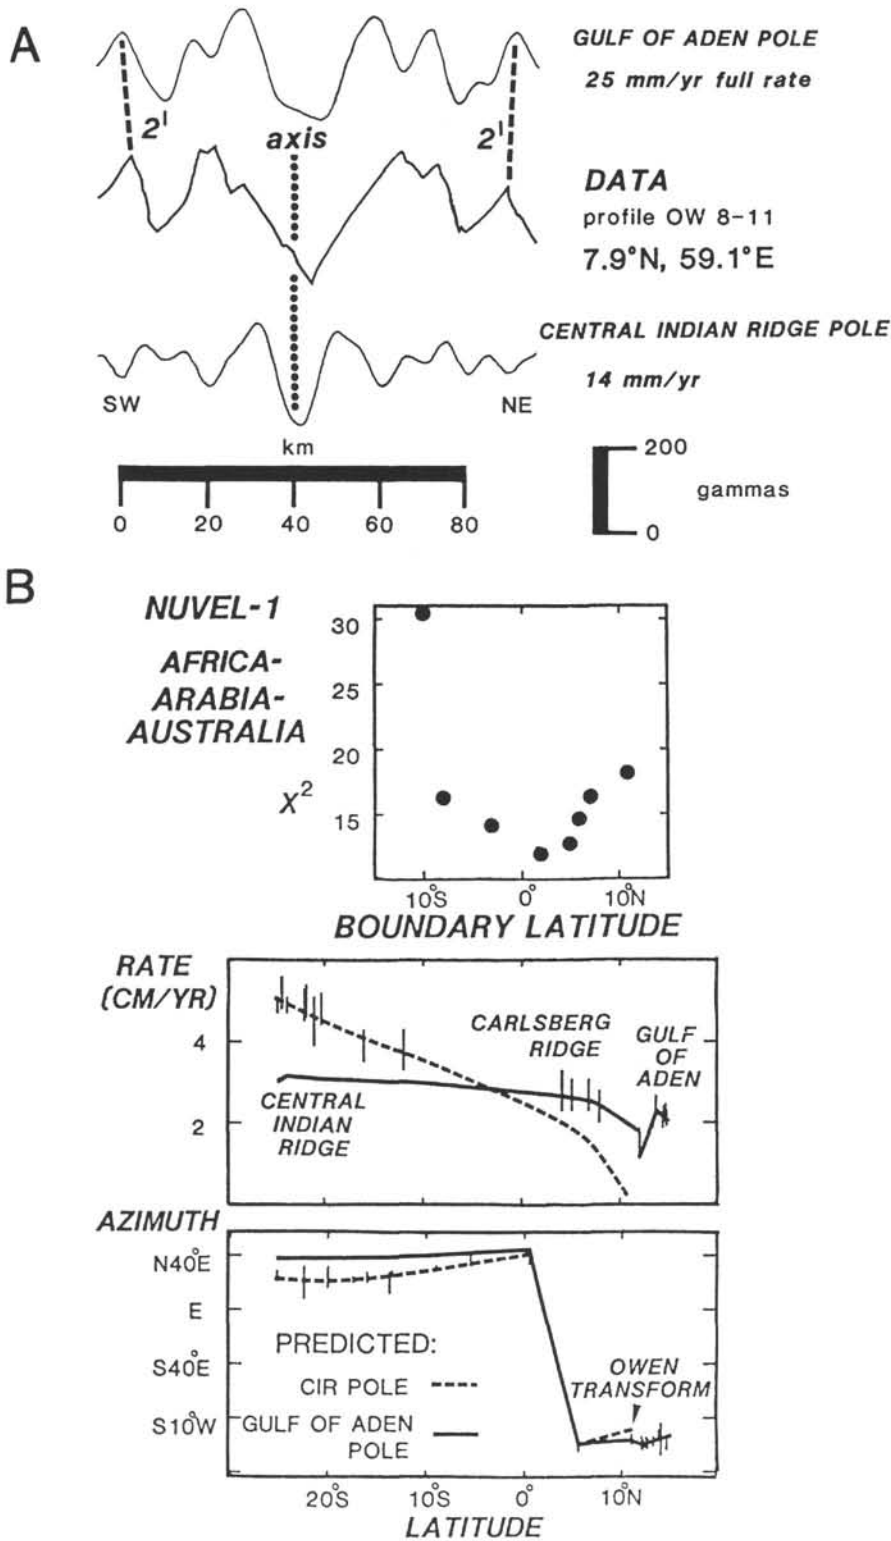 A
GULF OF ADEN POLE
25 mm/yr full rate
2'
axis
2'
DATA
profile OW 8-11
7.9°N, 59.1°E
CENTRAL INDIAN RIDGE POLE
14 mm/yr
SW
NE
km
0 20 40 60 80
200
gammas
0
B
NUVEL-1
AFRICA-
ARABIA-
AUSTRALIA
X²
30
25
20
15
10°S 0° 10°N
BOUNDARY LATITUDE
RATE
(CM/YR)
4
2
CARLSBERG
RIDGE
GULF
OF
ADEN
CENTRAL
INDIAN
RIDGE
AZIMUTH
N40°E
E
S40°E
S10°W
PREDICTED:
CIR POLE
GULF OF ADEN
POLE
OWEN
TRANSFORM
20°S 10°S 0° 10°N
LATITUDE